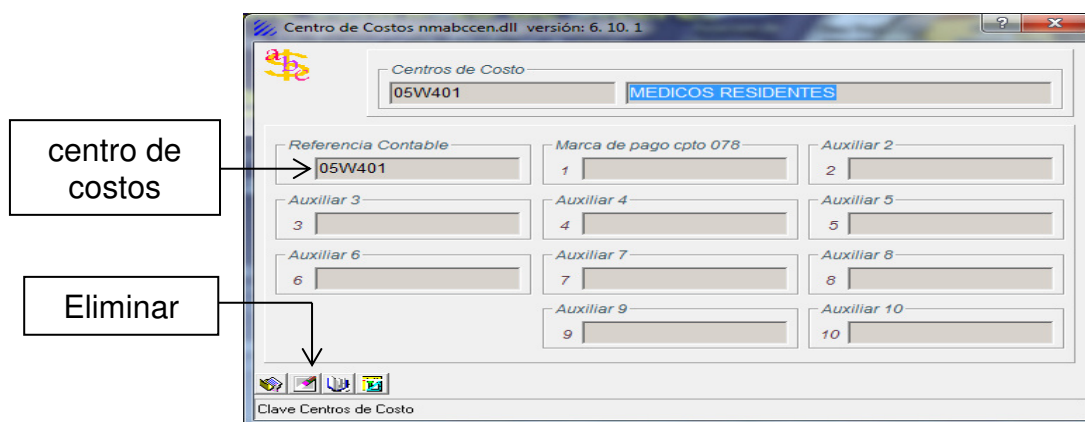 Centro de Costos nmabccen.dll versión: 6. 10. 1
abc
Centros de Costo
05W401 MEDICOS RESIDENTES
centro de
costos
Referencia Contable Marca de pago cpto 078 Auxiliar 2
05W401 1 2
Auxiliar 3 Auxiliar 4 Auxiliar 5
3 4 5
Auxiliar 6 Auxiliar 7 Auxiliar 8
6 7 8
Eliminar
Auxiliar 9 Auxiliar 10
9 10
Clave Centros de Costo